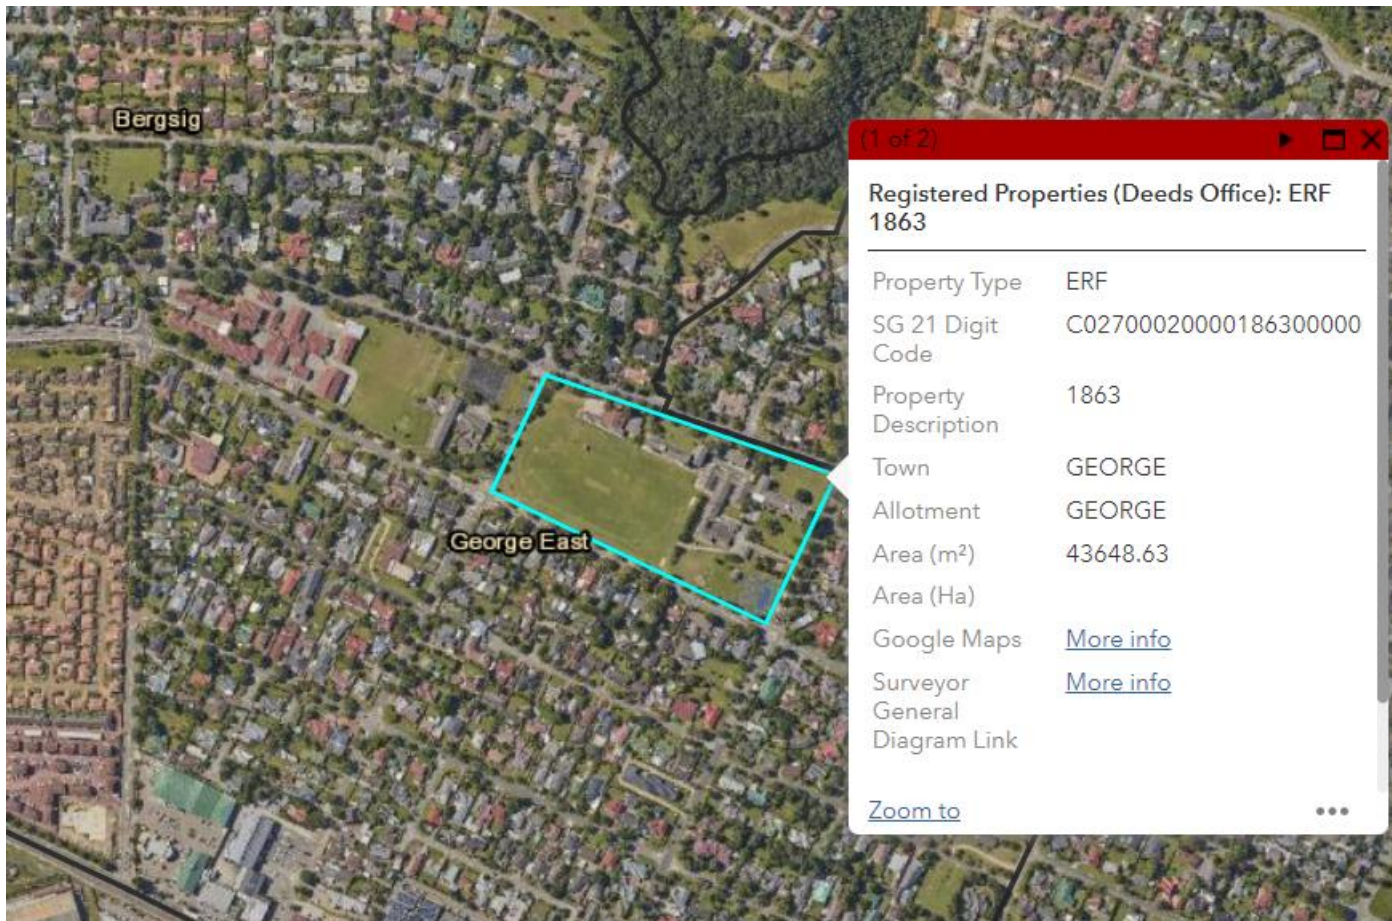 Bergsig
George East
(1 of 2)
Registered Properties (Deeds Office): ERF
1863
Property Type ERF
SG 21 Digit C02700020000186300000
Code
Property 1863
Description
Town GEORGE
Allotment GEORGE
Area (m²) 43648.63
Area (Ha)
Google Maps More info
Surveyor More info
General
Diagram Link
Zoom to